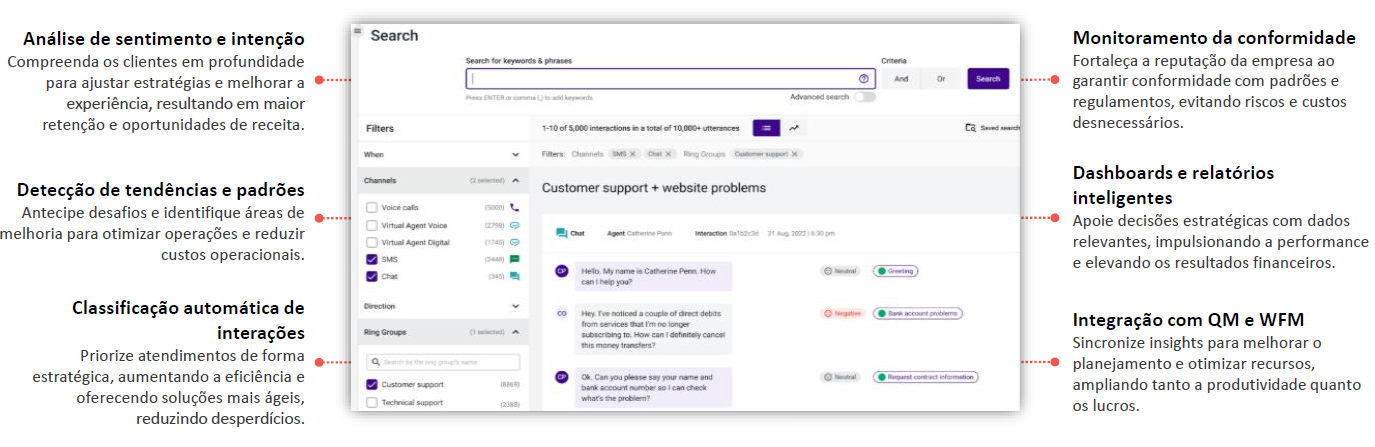 Análise de sentimento e intenção
Compreenda os clientes em profundidade
para ajustar estratégias e melhorar a
experiência, resultando em maior
retenção e oportunidades de receita.
Detecção de tendências e padrões
Antecipe desafios e identifique áreas de
melhoria para otimizar operações e reduzir
custos operacionais.
Classificação automática de
interações
Priorize atendimentos de forma
estratégica, aumentando a eficiência e
oferecendo soluções mais ágeis,
reduzindo desperdícios.
Search
Search for keywords & phrases
Criteria
And
Or
Search
Press ENTER or comma (,) to add keywords
Advanced search
Filters
1-10 of 5,000 interactions in a total of 10,000+ utterances
Saved search
When
Filters: Channels SMS × Chat × Ring Groups Customer support ×
Channels (2 selected)
Voice calls (5000)
Virtual Agent Voice (2798)
Virtual Agent Digital (1745)
SMS (2448)
Chat (345)
Direction
Ring Groups (1 selected)
Search by the ring group's name
Customer support (8869)
Technical support (2388)
Customer support + website problems
Chat Agent Catherine Penn Interaction 0a162c3d 31 Aug, 2022 | 6:30 pm
CP
Hello. My name is Catherine Penn. How
can I help you?
Neutral
Greeting
CO
Hey. I've noticed a couple of direct debits
from services that I'm no longer
subscribing to. How can I definitely cancel
this money transfers?
Negative
Bank account problems
CP
Ok. Can you please say your name and
bank account number so I can check
what's the problem?
Neutral
Request contract information
Monitoramento da conformidade
Fortaleça a reputação da empresa ao
garantir conformidade com padrões e
regulamentos, evitando riscos e custos
desnecessários.
Dashboards e relatórios
inteligentes
Apoie decisões estratégicas com dados
relevantes, impulsionando a performance
e elevando os resultados financeiros.
Integração com QM e WFM
Sincronize insights para melhorar o
planejamento e otimizar recursos,
ampliando tanto a produtividade quanto
os lucros.